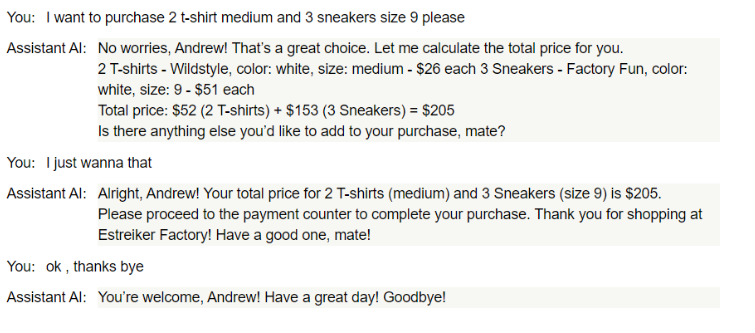 You: I want to purchase 2 t-shirt medium and 3 sneakers size 9 please
Assistant AI: No worries, Andrew! That's a great choice. Let me calculate the total price for you.
2 T-shirts - Wildstyle, color: white, size: medium - $26 each 3 Sneakers - Factory Fun, color:
white, size: 9 - $51 each
Total price: $52 (2 T-shirts) + $153 (3 Sneakers) = $205
Is there anything else you'd like to add to your purchase, mate?
You: I just wanna that
Assistant AI: Alright, Andrew! Your total price for 2 T-shirts (medium) and 3 Sneakers (size 9) is $205.
Please proceed to the payment counter to complete your purchase. Thank you for shopping at
Estreiker Factory! Have a good one, mate!
You: ok , thanks bye
Assistant AI: You're welcome, Andrew! Have a great day! Goodbye!